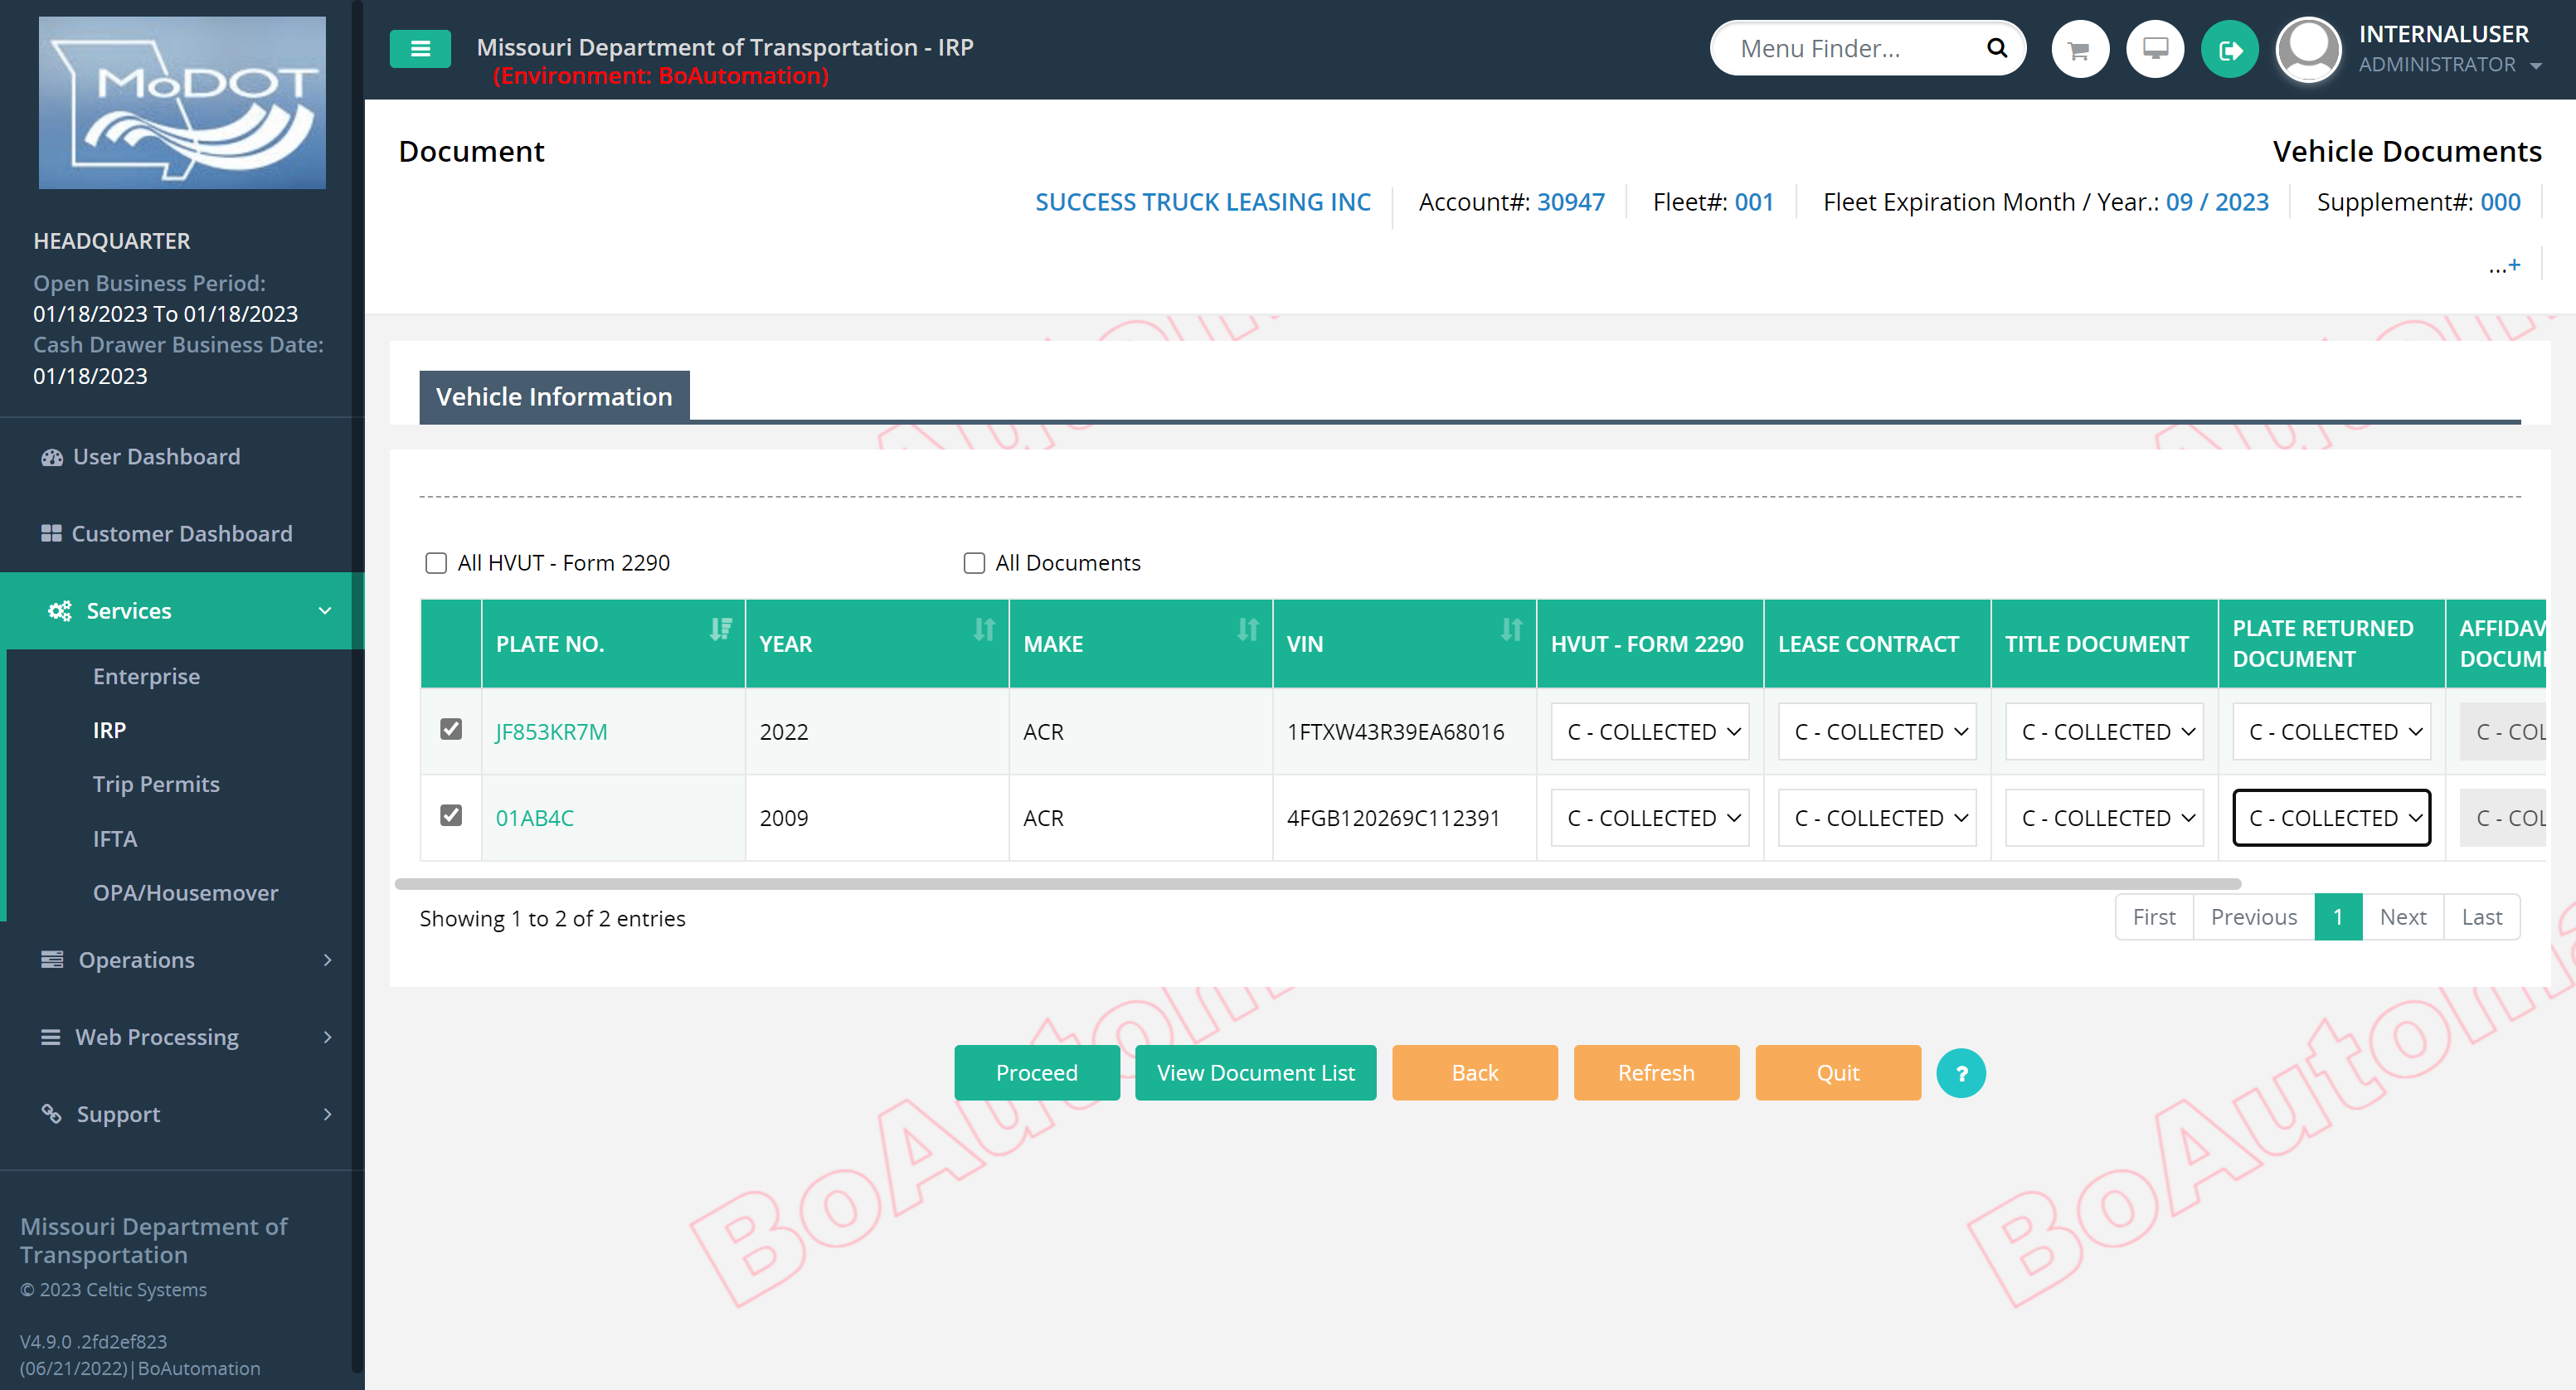 MoDOT
HEADQUARTER
Open Business Period:
01/18/2023 To 01/18/2023
Cash Drawer Business Date:
01/18/2023
User Dashboard
Customer Dashboard
Services
Enterprise
IRP
Trip Permits
IFTA
OPA/Housemover
Operations
Web Processing
Support
Missouri Department of
Transportation
© 2023 Celtic Systems
V4.9.0 .2fd2ef823
(06/21/2022)|BoAutomation
Missouri Department of Transportation - IRP
(Environment: BoAutomation)
Menu Finder...
INTERNALUSER
ADMINISTRATOR
Document
Vehicle Documents
SUCCESS TRUCK LEASING INC Account#: 30947 Fleet#: 001 Fleet Expiration Month / Year.: 09 / 2023 Supplement#: 000
...+
Vehicle Information
All HVUT - Form 2290 All Documents
PLATE NO. YEAR MAKE VIN HVUT - FORM 2290 LEASE CONTRACT TITLE DOCUMENT PLATE RETURNED DOCUMENT AFFIDAV DOCUM
JF853KR7M 2022 ACR 1FTXW43R39EA68016 C - COLLECTED C - COLLECTED C - COLLECTED C - COLLECTED C - COL
01AB4C 2009 ACR 4FGB120269C112391 C - COLLECTED C - COLLECTED C - COLLECTED C - COLLECTED C - COL
Showing 1 to 2 of 2 entries
First Previous 1 Next Last
Proceed View Document List Back Refresh Quit ?
BoAutoma
BoAutoma